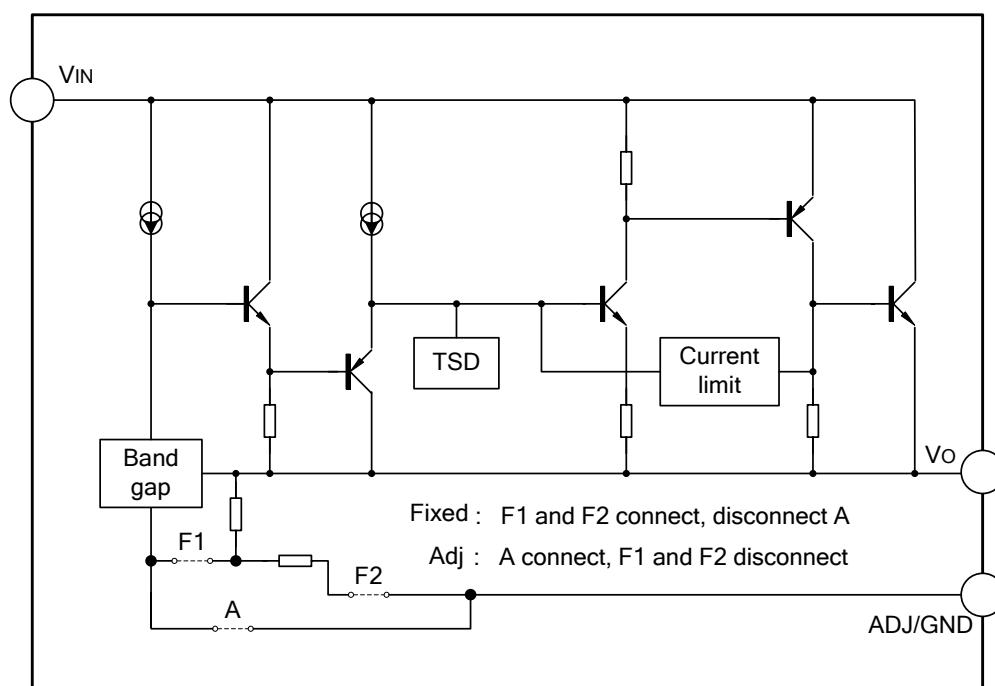 VIN
TSD
Current
limit
Band
gap
VO
Fixed : F1 and F2 connect, disconnect A
Adj : A connect, F1 and F2 disconnect
F1
F2
A
ADJ/GND